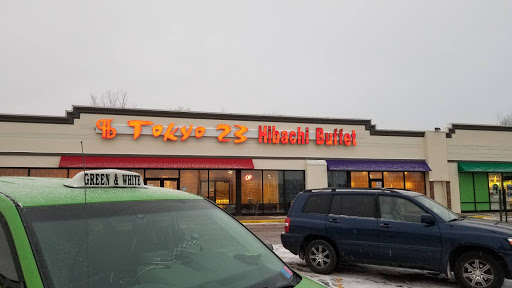 Tokyo 23 Hibachi Buffet
GREEN & WHITE